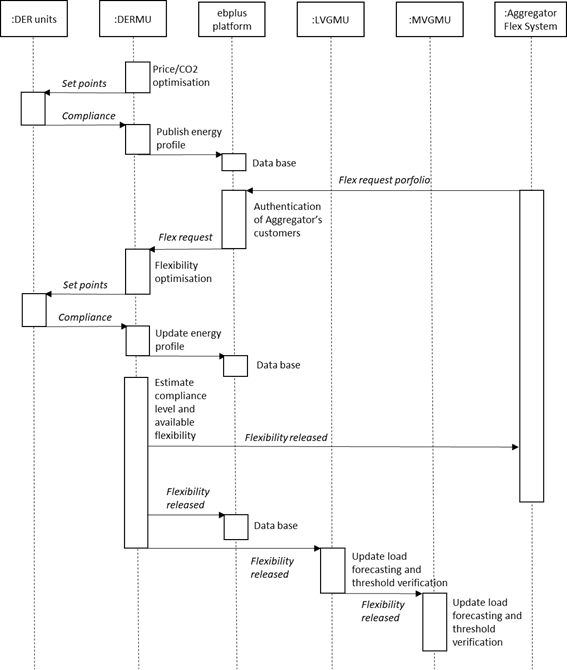 :DER units
:DERMU
ebplus
platform
:LVGMU
:MVGMU
:Aggregator
Flex System
Price/CO2
optimisation
Set points
Compliance
Publish energy
profile
Data base
Flex request porfolio
Authentication
of Aggregator's
customers
Flex request
Flexibility
optimisation
Set points
Compliance
Update energy
profile
Data base
Estimate
compliance
level and
available
flexibility
Flexibility released
Flexibility
released
Data base
Flexibility
released
Update load
forecasting and
threshold verification
Flexibility
released
Update load
forecasting and
threshold
verification